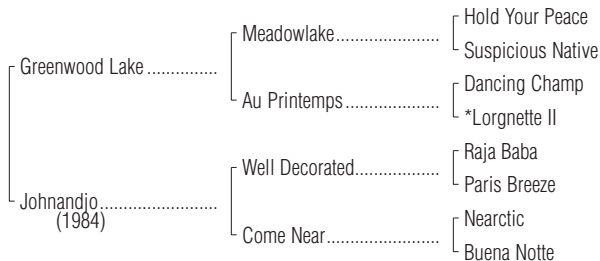 Hold Your Peace
Meadowlake....................
Suspicious Native
Greenwood Lake ..............
Dancing Champ
Au Printemps..................
*Lorgnette II
Raja Baba
Well Decorated................
Paris Breeze
Johnandjo.......................
(1984)
Nearctic
Come Near.....................
Buena Notte